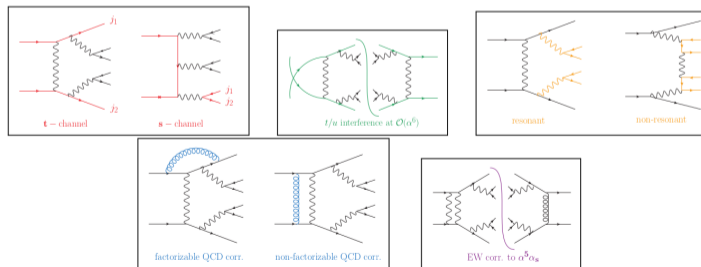 j₁
j₂
t − channel
j₁
j₂
s − channel
t/u interference at 𝒪(α⁶)
resonant
non-resonant
factorizable QCD corr.
non-factorizable QCD corr.
EW corr. to α⁵αₛ